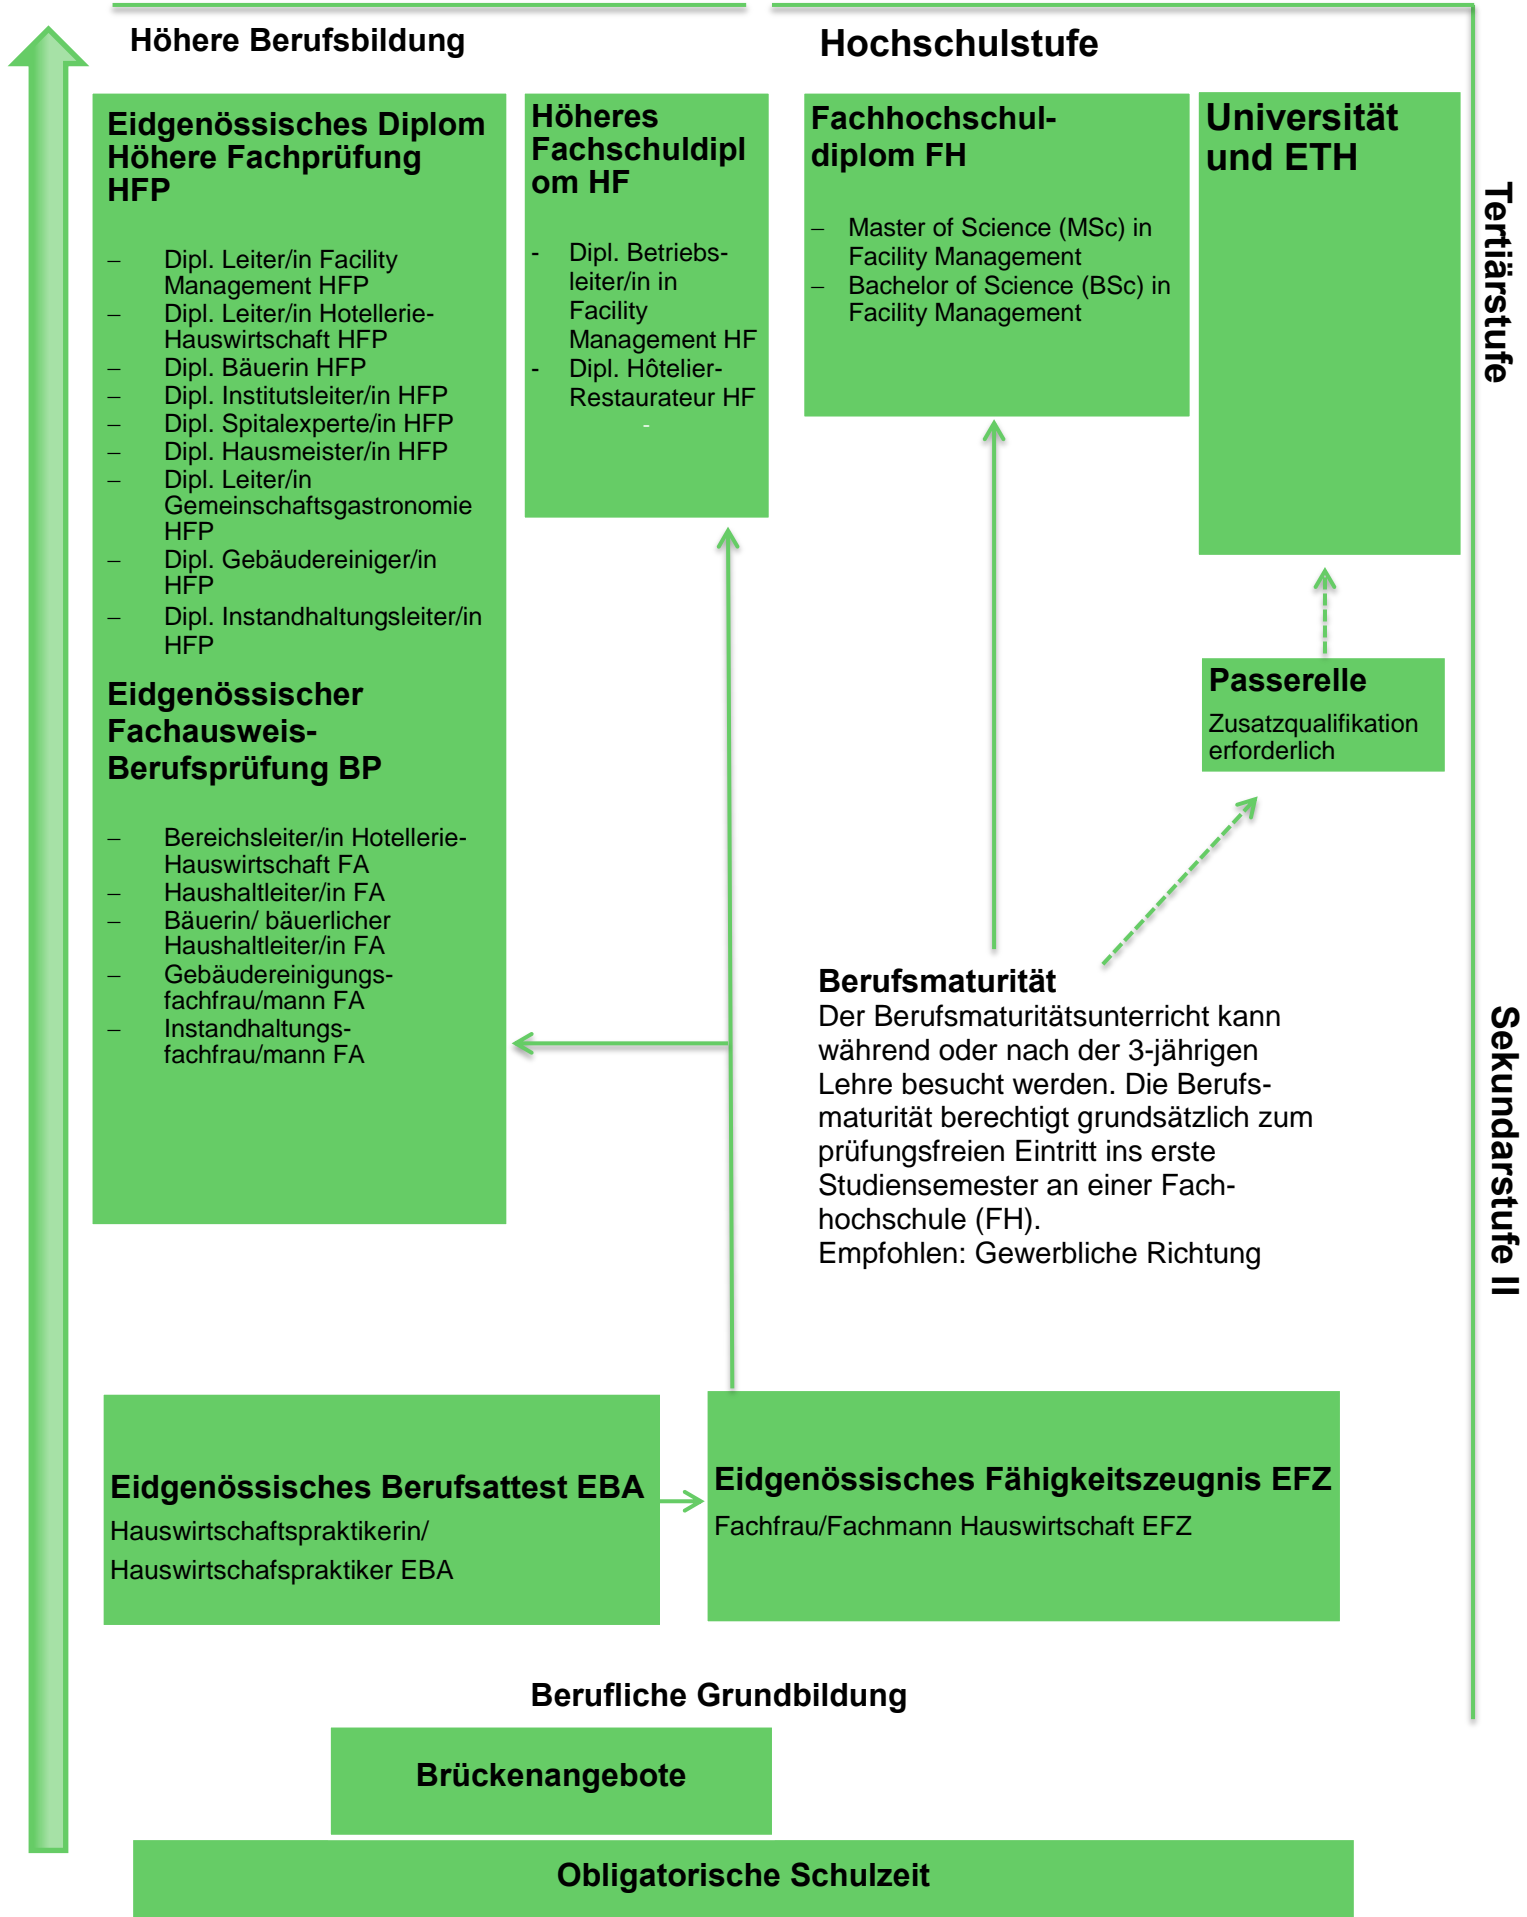 Höhere Berufsbildung
Hochschulstufe
Eidgenössisches Diplom
Höhere Fachprüfung
HFP
– Dipl. Leiter/in Facility
Management HFP
– Dipl. Leiter/in Hotellerie-
Hauswirtschaft HFP
– Dipl. Bäuerin HFP
– Dipl. Institutsleiter/in HFP
– Dipl. Spitalexperte/in HFP
– Dipl. Hausmeister/in HFP
– Dipl. Leiter/in
Gemeinschaftsgastronomie
HFP
– Dipl. Gebäudereiniger/in
HFP
– Dipl. Instandhaltungsleiter/in
HFP
Eidgenössischer
Fachausweis-
Berufsprüfung BP
– Bereichsleiter/in Hotellerie-
Hauswirtschaft FA
– Haushaltleiter/in FA
– Bäuerin/ bäuerlicher
Haushaltleiter/in FA
– Gebäudereinigungs-
fachfrau/mann FA
– Instandhaltungs-
fachfrau/mann FA
Höheres
Fachschuldipl
om HF
- Dipl. Betriebs-
leiter/in in
Facility
Management HF
- Dipl. Hôtelier-
Restaurateur HF
-
Fachhochschul-
diplom FH
– Master of Science (MSc) in
Facility Management
– Bachelor of Science (BSc) in
Facility Management
Universität
und ETH
Tertiärstufe
Passerelle
Zusatzqualifikation
erforderlich
Berufsmaturität
Der Berufsmaturitätsunterricht kann
während oder nach der 3-jährigen
Lehre besucht werden. Die Berufs-
maturität berechtigt grundsätzlich zum
prüfungsfreien Eintritt ins erste
Studiensemester an einer Fach-
hochschule (FH).
Empfohlen: Gewerbliche Richtung
Sekundarstufe II
Eidgenössisches Berufsattest EBA
Hauswirtschaftspraktikerin/
Hauswirtschafspraktiker EBA
Eidgenössisches Fähigkeitszeugnis EFZ
Fachfrau/Fachmann Hauswirtschaft EFZ
Berufliche Grundbildung
Brückenangebote
Obligatorische Schulzeit